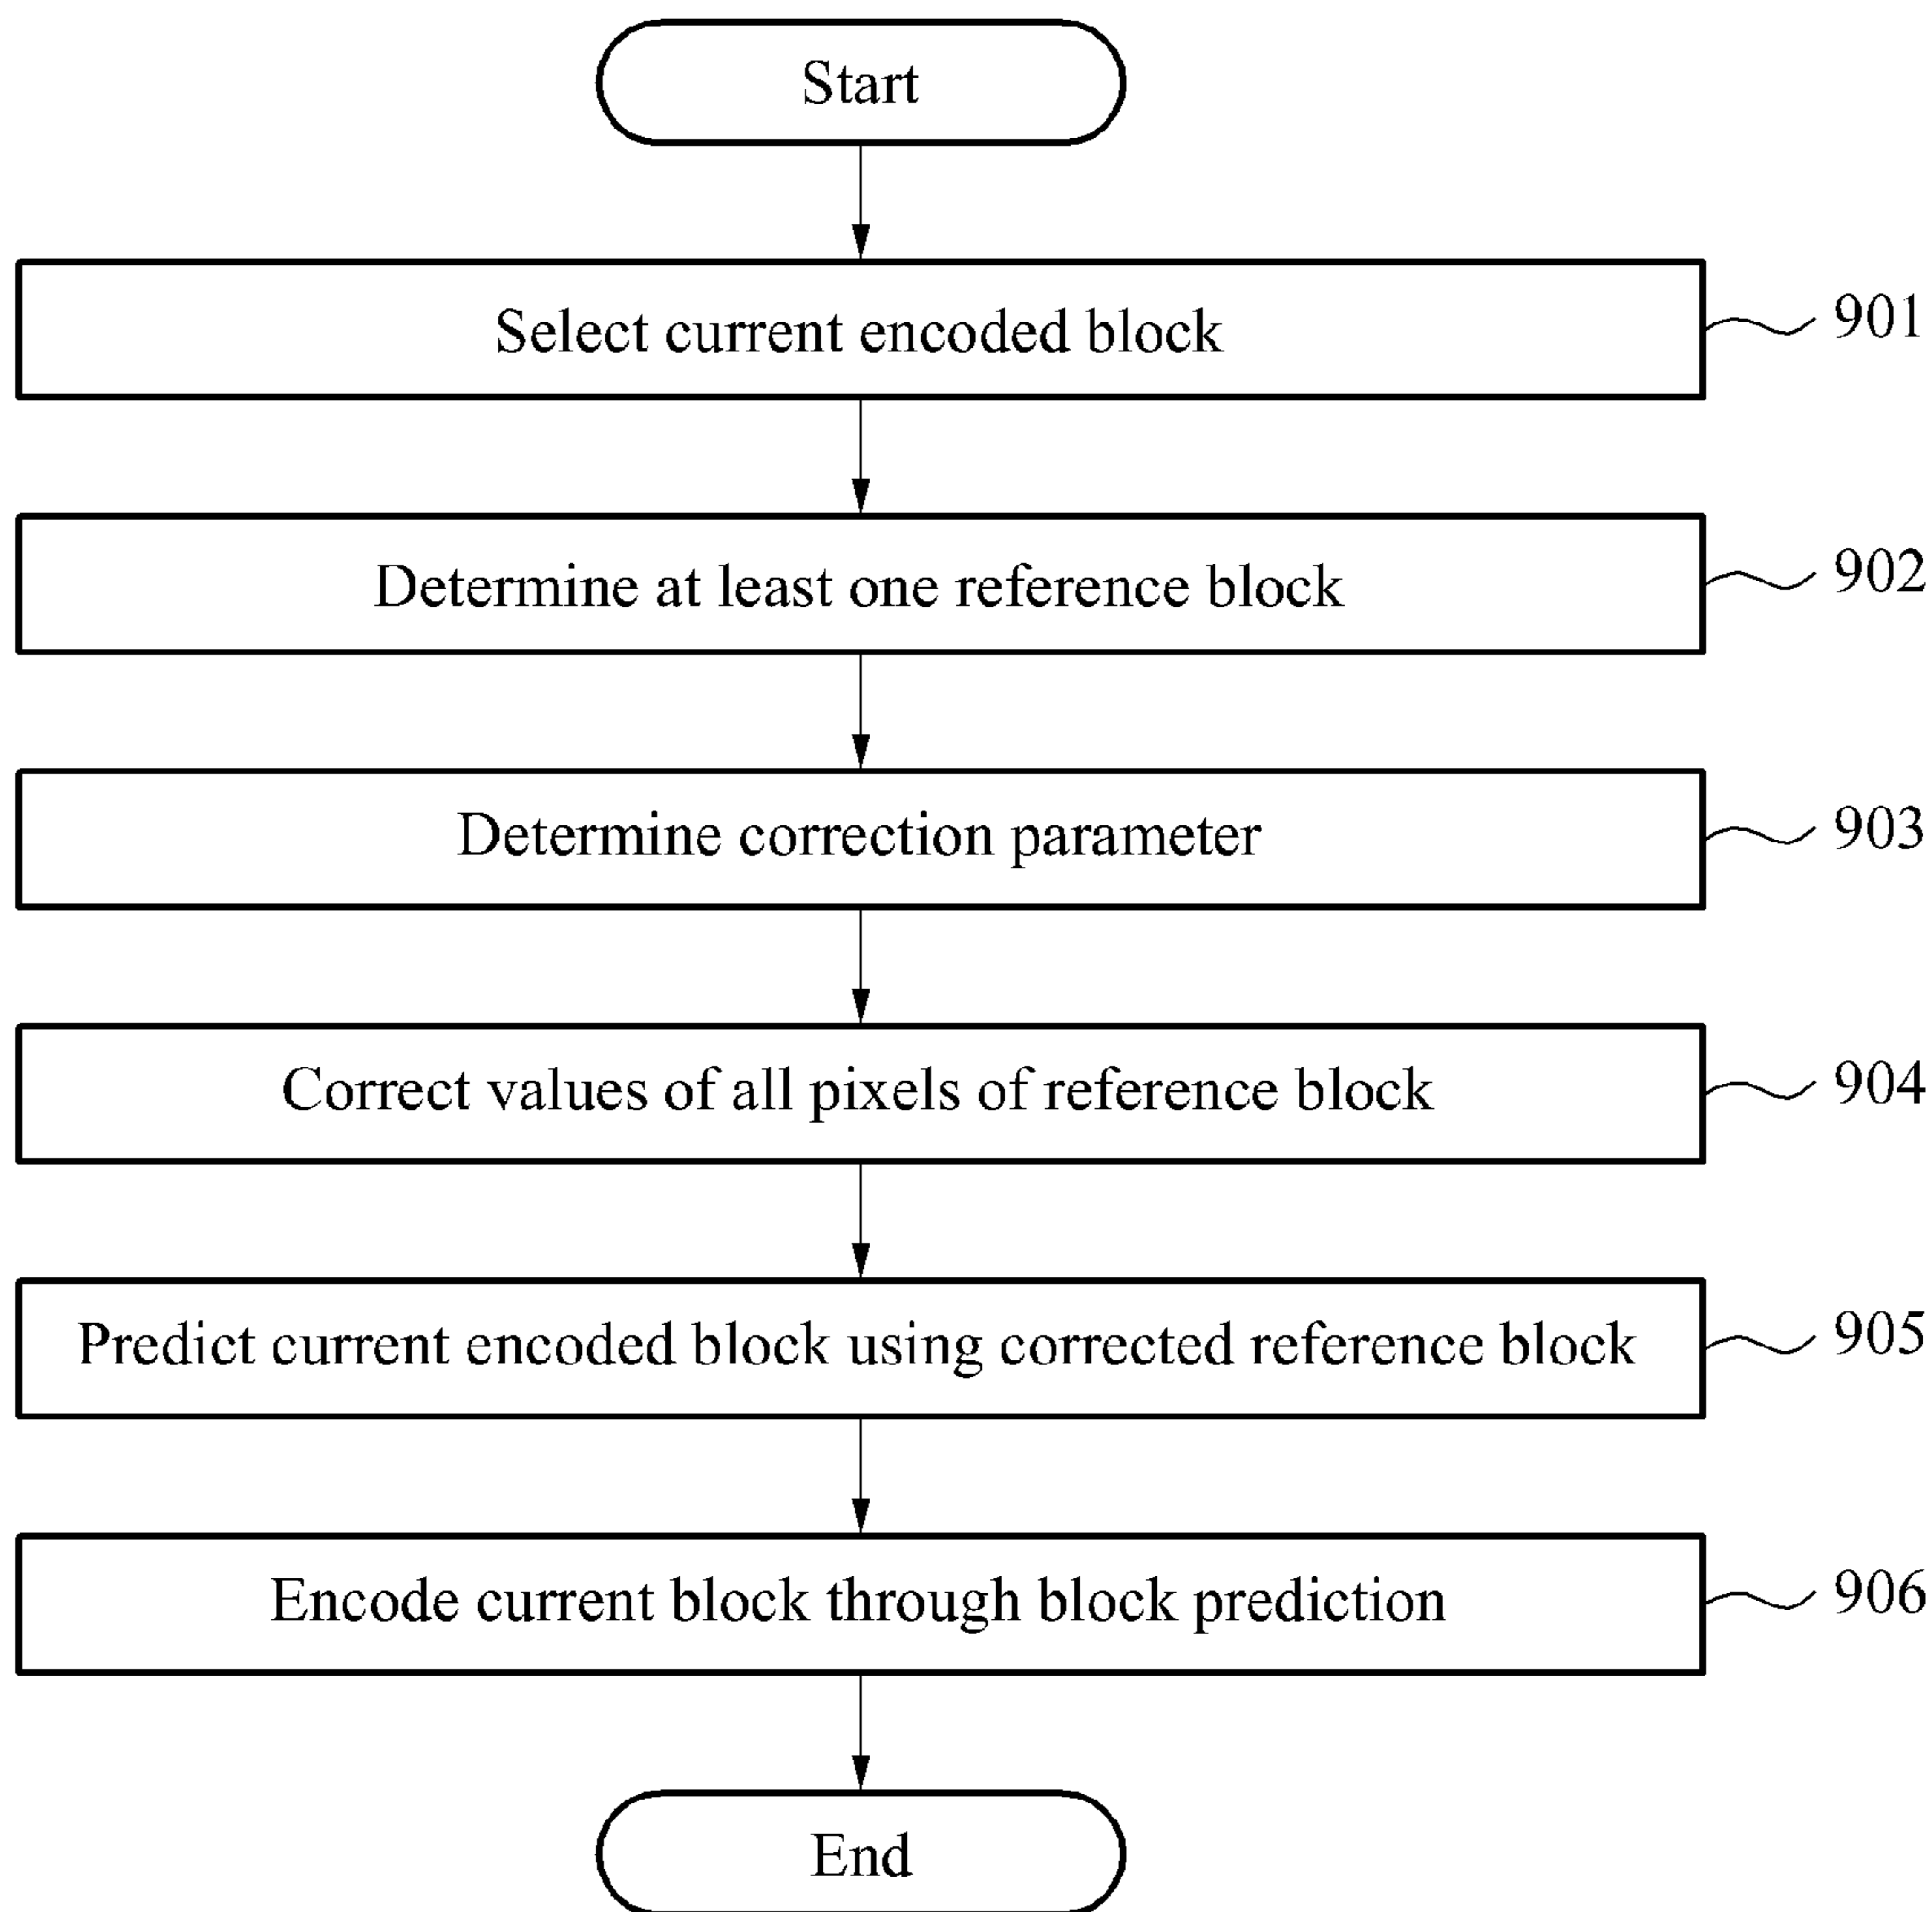 Start
Select current encoded block
901
Determine at least one reference block
902
Determine correction parameter
903
Correct values of all pixels of reference block
904
Predict current encoded block using corrected reference block
905
Encode current block through block prediction
906
End